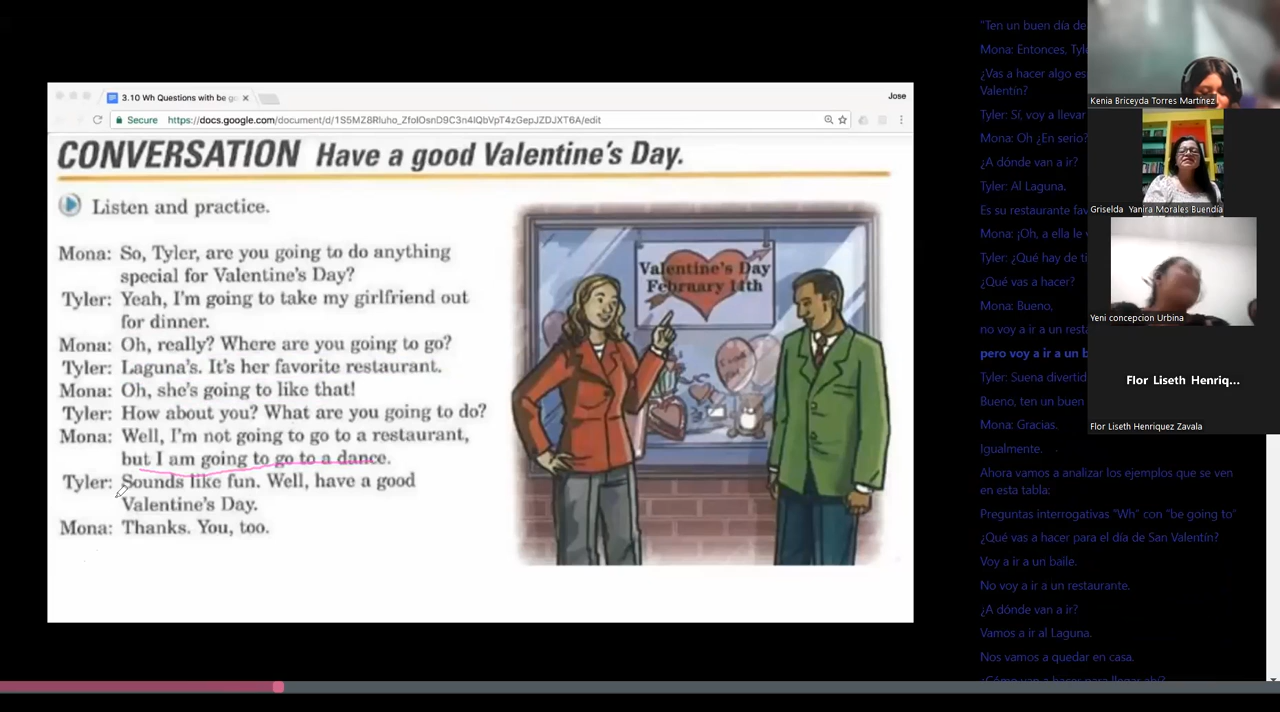 3.10 Wh Questions with be g
Jose
Secure
https://docs.google.com/document/d/1S5MZ8Rluho_ZfolOsnD9C3n4lQbVpT4zGepJZDJXT6A/edit
CONVERSATION Have a good Valentine's Day.
Listen and practice.
Mona: So, Tyler, are you going to do anything
special for Valentine's Day?
Tyler: Yeah, I'm going to take my girlfriend out
for dinner.
Mona: Oh, really? Where are you going to go?
Tyler: Laguna's. It's her favorite restaurant.
Mona: Oh, she's going to like that!
Tyler: How about you? What are you going to do?
Mona: Well, I'm not going to go to a restaurant,
but I am going to go to a dance.
Tyler: Sounds like fun. Well, have a good
Valentine's Day.
Mona: Thanks. You, too.
Valentine's Day
February 14th
"Ten un buen día de
Mona: Entonces, Tyl
¿Vas a hacer algo es
Valentín?
Tyler: Sí, voy a llevar
Mona: Oh ¿En serio?
¿A dónde van a ir?
Tyler: Al Laguna.
Es su restaurante fav
Mona: ¡Oh, a ella le v
Tyler: ¿Qué hay de ti
¿Qué vas a hacer?
Mona: Bueno,
no voy a ir a un resta
pero voy a ir a un b
Tyler: Suena divertid
Bueno, ten un buen
Mona: Gracias.
Igualmente.
Ahora vamos a analizar los ejemplos que se ven
en esta tabla:
Preguntas interrogativas "Wh" con "be going to"
¿Qué vas a hacer para el día de San Valentín?
Voy a ir a un baile.
No voy a ir a un restaurante.
¿A dónde van a ir?
Vamos a ir al Laguna.
Nos vamos a quedar en casa.
¿Cómo van a hacer para llegar ahí?
Kenia Briceyda Torres Martínez
Griselda Yanira Morales Buendia
Yeni concepcion Urbina
Flor Liseth Henriq...
Flor Liseth Henriquez Zavala